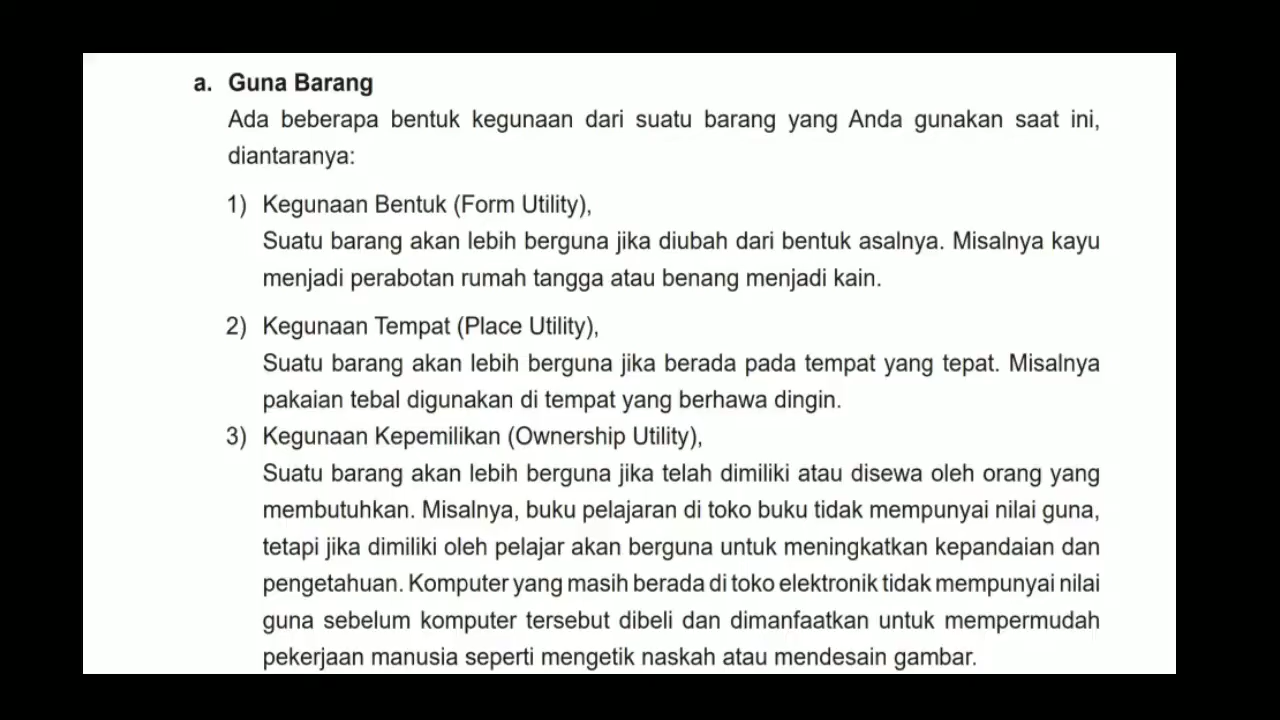 a. Guna Barang
Ada beberapa bentuk kegunaan dari suatu barang yang Anda gunakan saat ini,
diantaranya:
1) Kegunaan Bentuk (Form Utility),
Suatu barang akan lebih berguna jika diubah dari bentuk asalnya. Misalnya kayu
menjadi perabotan rumah tangga atau benang menjadi kain.
2) Kegunaan Tempat (Place Utility),
Suatu barang akan lebih berguna jika berada pada tempat yang tepat. Misalnya
pakaian tebal digunakan di tempat yang berhawa dingin.
3) Kegunaan Kepemilikan (Ownership Utility),
Suatu barang akan lebih berguna jika telah dimiliki atau disewa oleh orang yang
membutuhkan. Misalnya, buku pelajaran di toko buku tidak mempunyai nilai guna,
tetapi jika dimiliki oleh pelajar akan berguna untuk meningkatkan kepandaian dan
pengetahuan. Komputer yang masih berada di toko elektronik tidak mempunyai nilai
guna sebelum komputer tersebut dibeli dan dimanfaatkan untuk mempermudah
pekerjaan manusia seperti mengetik naskah atau mendesain gambar.